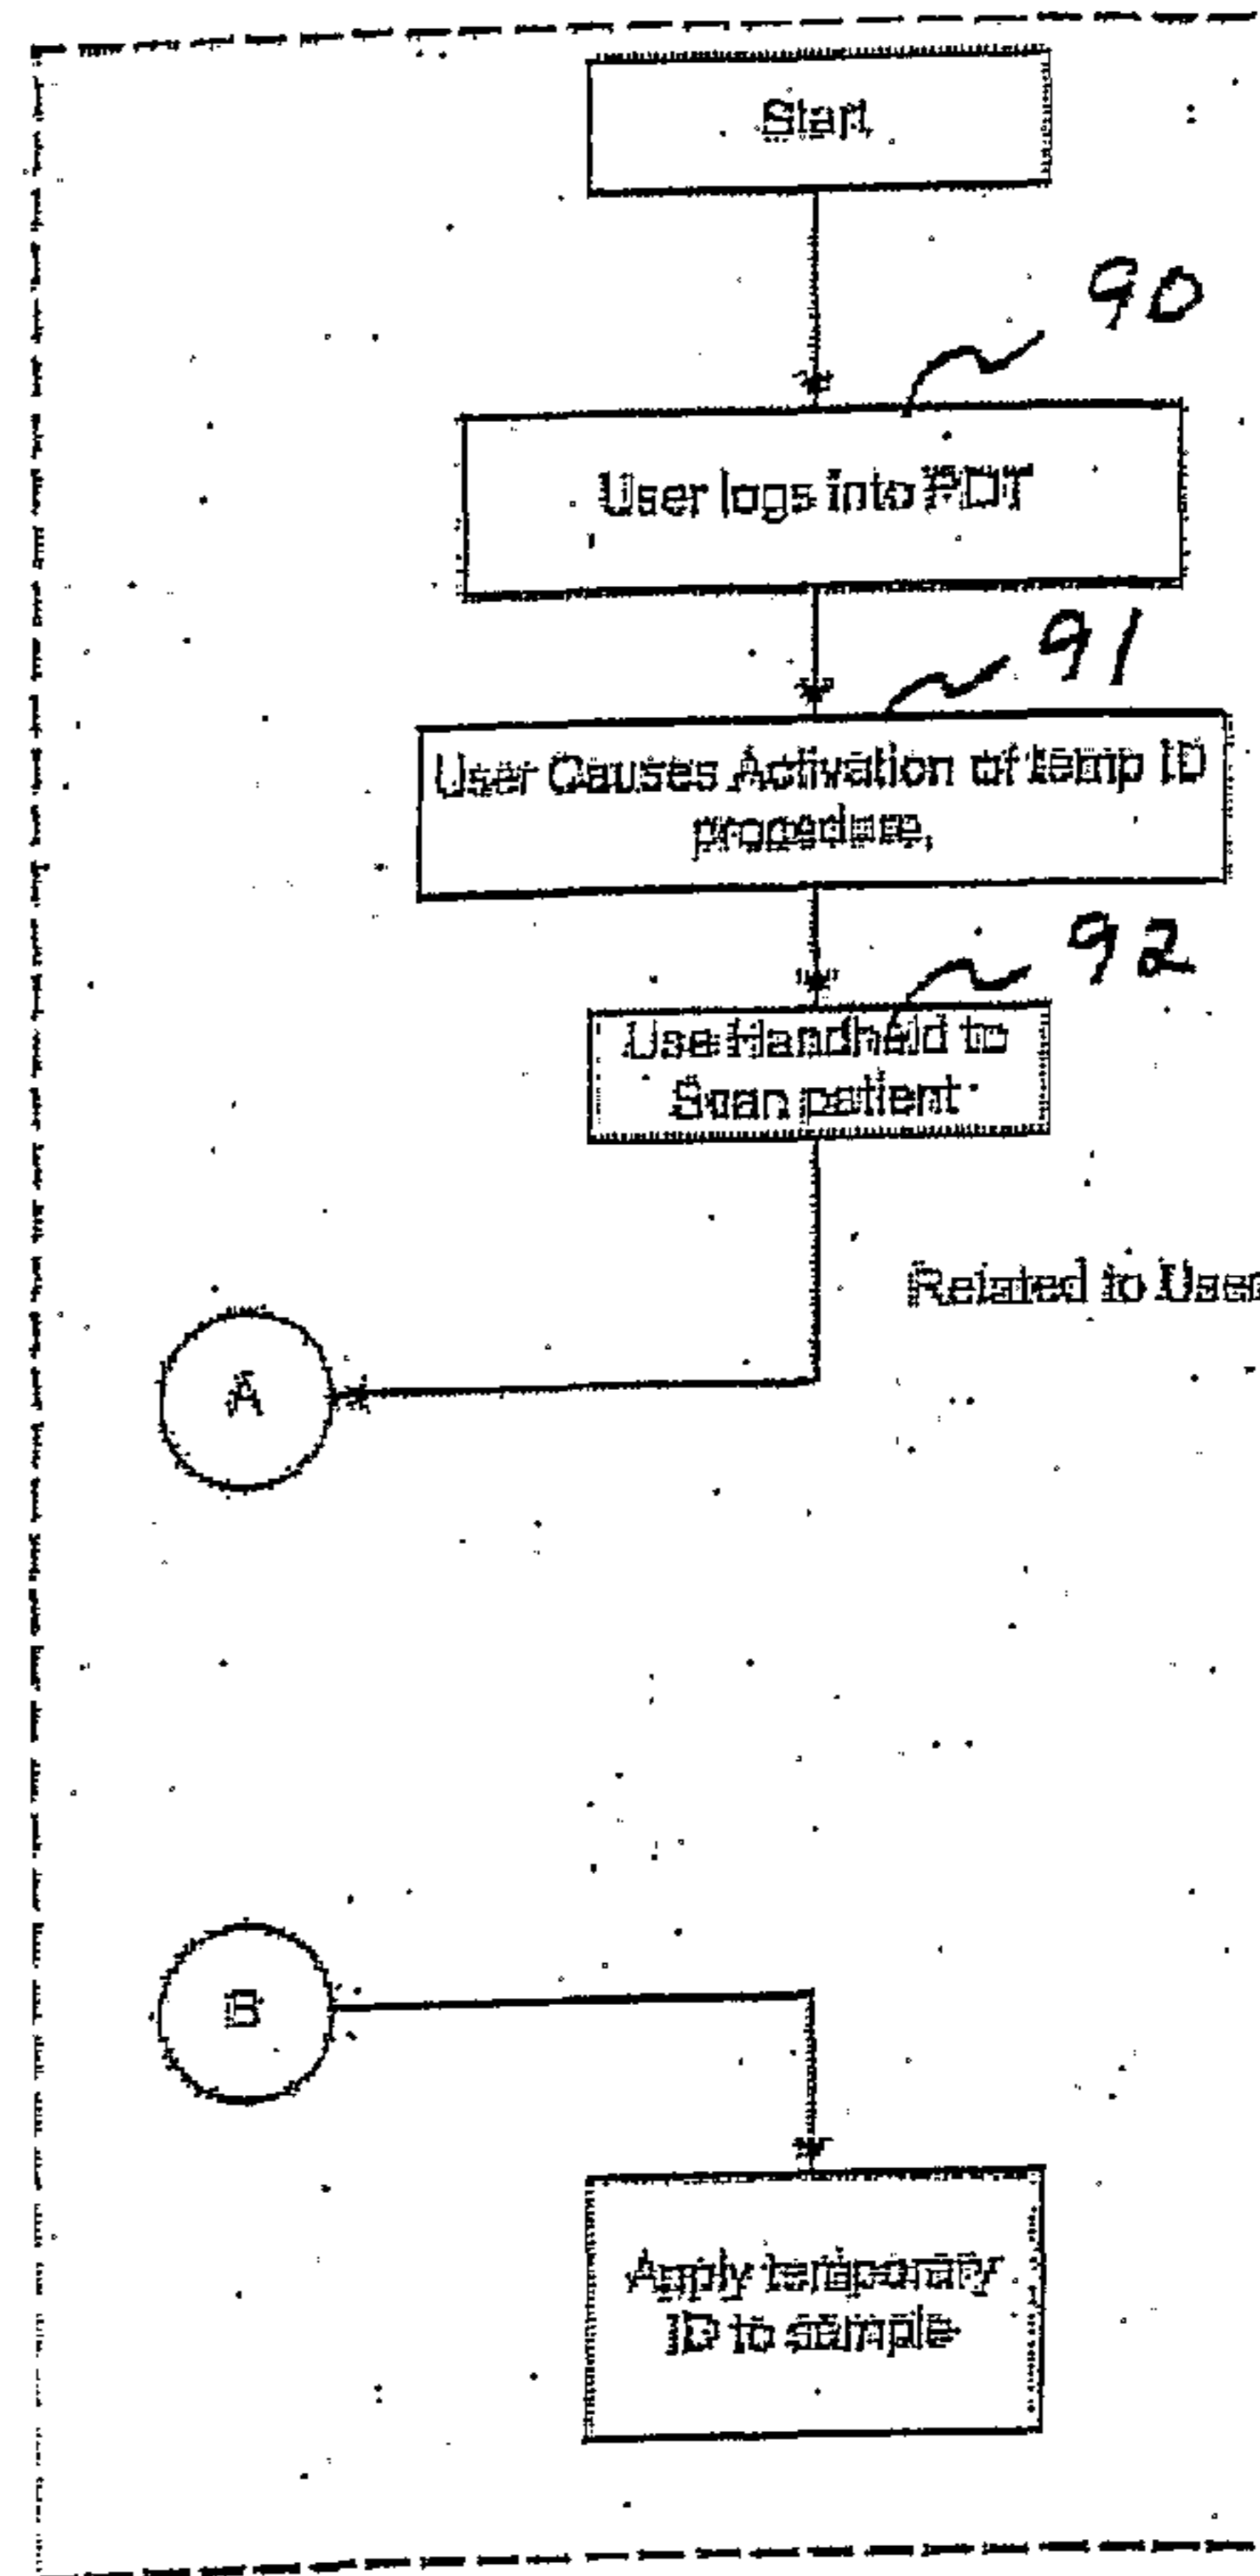 Start
90
User logs into PDT
91
User Causes Activation of temp ID
procedure,
92
Use Handheld to
Scan patient
Related to User
A
B
Apply temporary
ID to sample